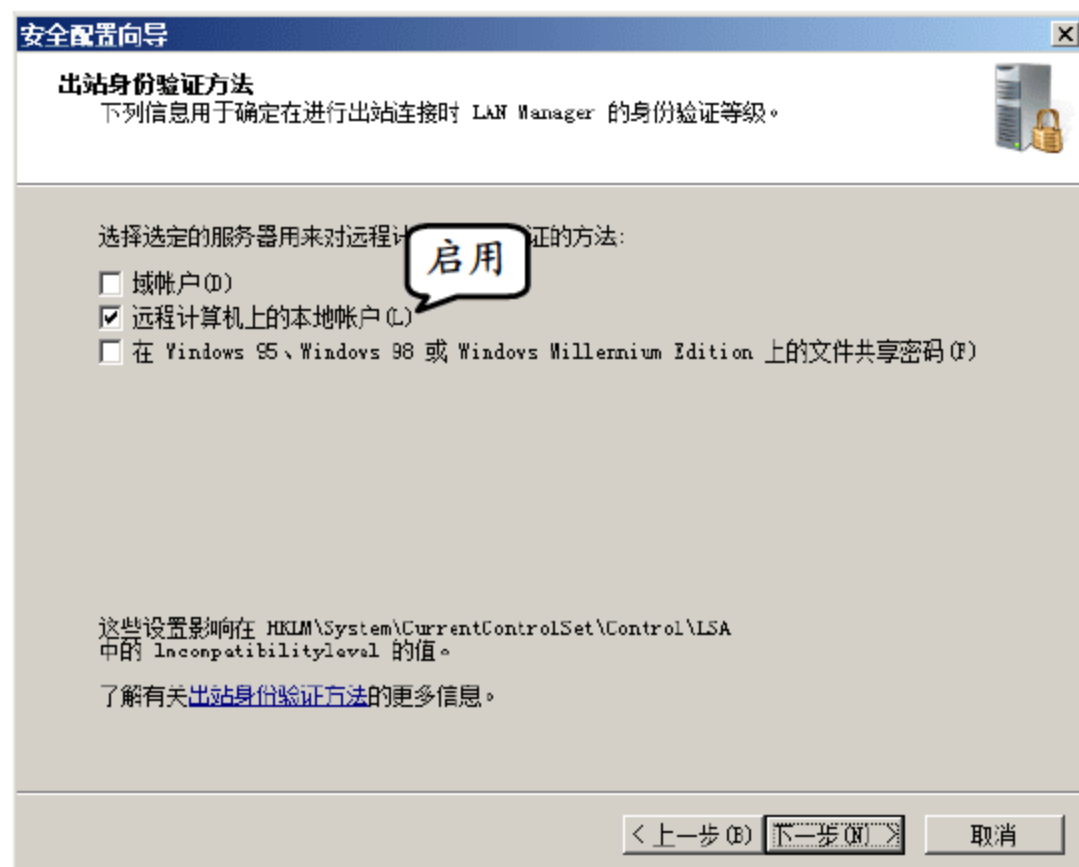 安全配置向导
出站身份验证方法
下列信息用于确定在进行出站连接时 LAN Manager 的身份验证等级。
选择选定的服务器用来对远程计 证的方法:
启用
域帐户(D)
远程计算机上的本地帐户(L)
在 Windows 95、Windows 98 或 Windows Millennium Edition 上的文件共享密码(F)
这些设置影响在 HKLM\System\CurrentControlSet\Control\LSA
中的 lmcompatibilitylevel 的值。
了解有关出站身份验证方法的更多信息。
< 上一步(B)
下一步(N) >
取消